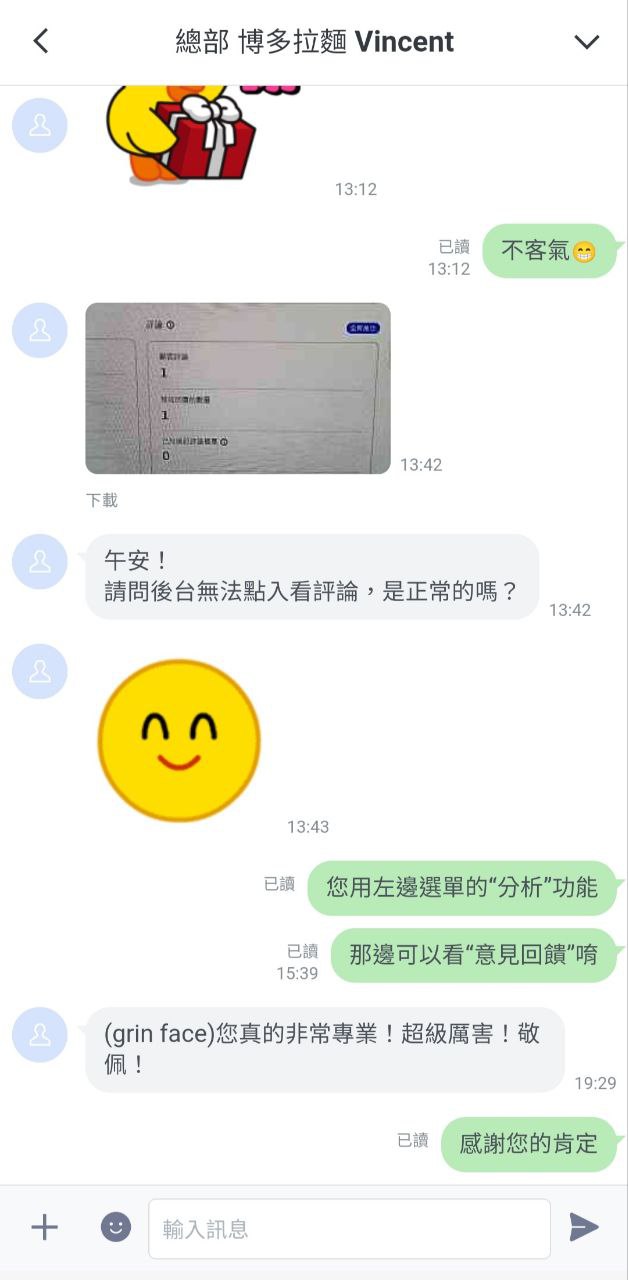 總部 博多拉麵 Vincent
13:12
已讀
13:12
不客氣
評論
1
1
0
13:42
下載
午安！
請問後台無法點入看評論，是正常的嗎？
13:42
13:43
已讀
您用左邊選單的“分析”功能
已讀
15:39
那邊可以看“意見回饋”唷
(grin face)您真的非常專業！超級厲害！敬
佩！
19:29
已讀
感謝您的肯定
輸入訊息